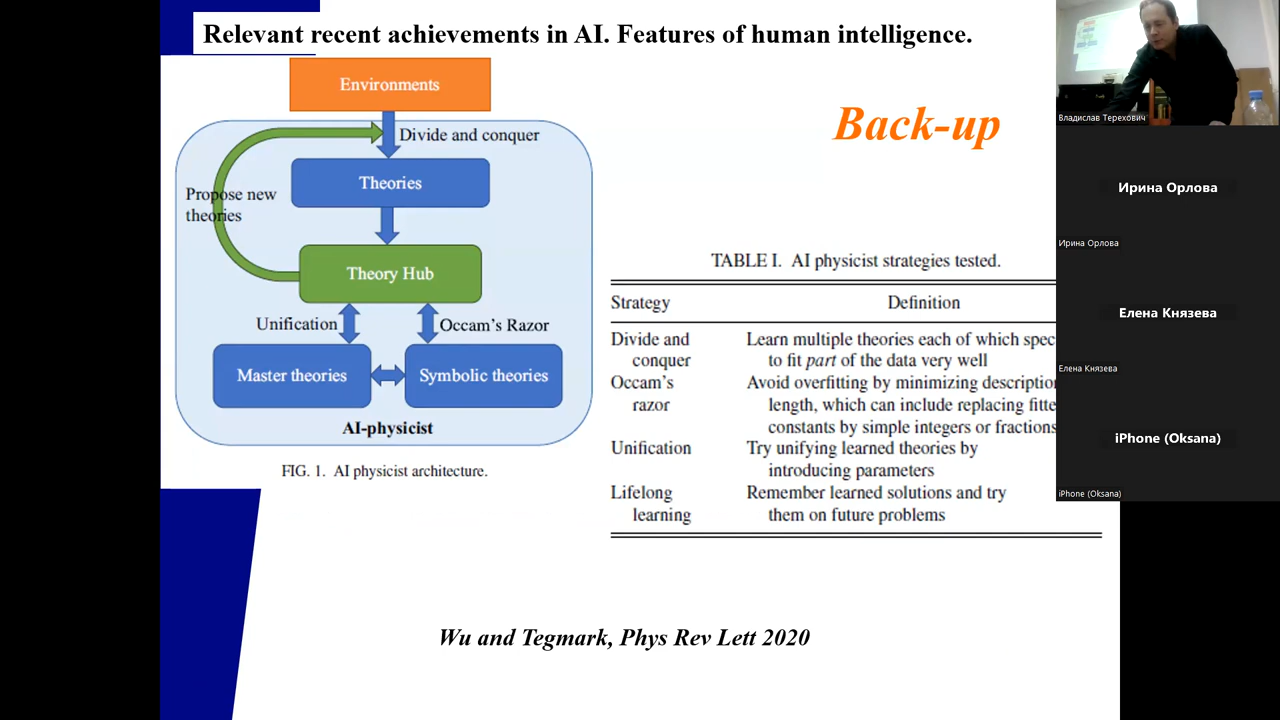 Relevant recent achievements in AI. Features of human intelligence.
Environments
Divide and conquer
Theories
Propose new
theories
Theory Hub
Unification
Occam's Razor
Master theories
Symbolic theories
AI-physicist
FIG. 1. AI physicist architecture.
Back-up
TABLE I. AI physicist strategies tested.
Strategy Definition
Divide and Learn multiple theories each of which spec
conquer to fit part of the data very well
Occam's Avoid overfitting by minimizing description
razor length, which can include replacing fitte
constants by simple integers or fractions
Unification Try unifying learned theories by
introducing parameters
Lifelong Remember learned solutions and try
learning them on future problems
Wu and Tegmark, Phys Rev Lett 2020
Владислав Терехович
Ирина Орлова
Ирина Орлова
Елена Князева
Елена Князева
iPhone (Oksana)
iPhone (Oksana)